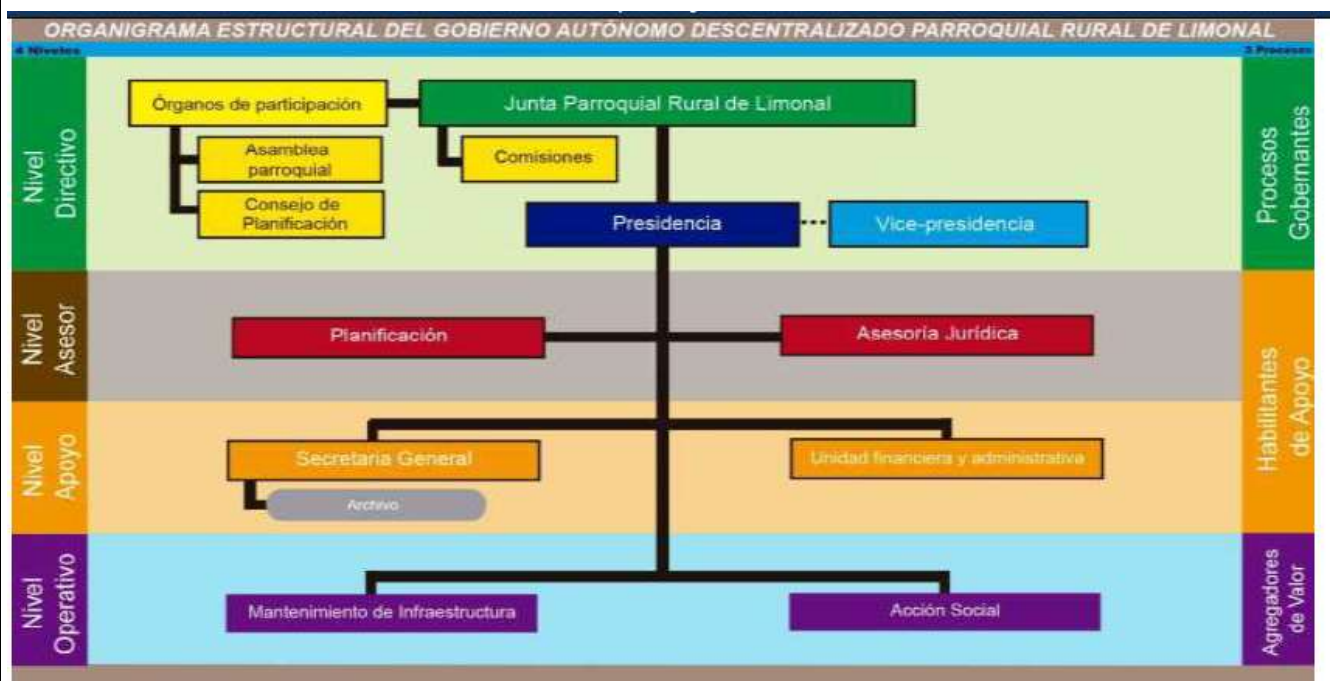 ORGANIGRAMA ESTRUCTURAL DEL GOBIERNO AUTÓNOMO DESCENTRALIZADO PARROQUIAL RURAL DE LIMONAL
4 Niveles
3 Procesos
Nivel
Directivo
Órganos de participación
Junta Parroquial Rural de Limonal
Asamblea
parroquial
Comisiones
Consejo de
Planificación
Presidencia
Vice-presidencia
Procesos
Gobernantes
Nivel
Asesor
Planificación
Asesoría Jurídica
Habilitantes
de Apoyo
Nivel
Apoyo
Secretaria General
Unidad financiera y administrativa
Archivo
Nivel
Operativo
Mantenimiento de Infraestructura
Acción Social
Agregadores
de Valor